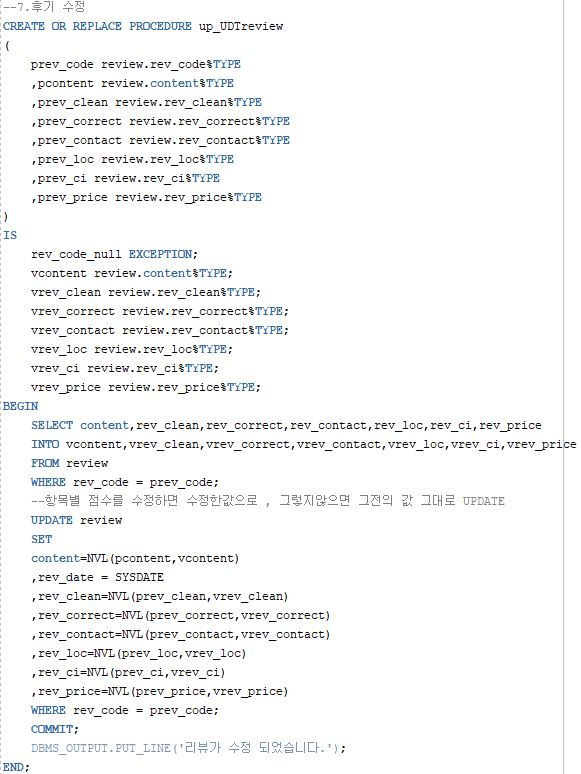 --7.후기 수정
CREATE OR REPLACE PROCEDURE up_UDTreview
(
    prev_code review.rev_code%TYPE
    ,pcontent review.content%TYPE
    ,prev_clean review.rev_clean%TYPE
    ,prev_correct review.rev_correct%TYPE
    ,prev_contact review.rev_contact%TYPE
    ,prev_loc review.rev_loc%TYPE
    ,prev_ci review.rev_ci%TYPE
    ,prev_price review.rev_price%TYPE
)
IS
    rev_code_null EXCEPTION;
    vcontent review.content%TYPE;
    vrev_clean review.rev_clean%TYPE;
    vrev_correct review.rev_correct%TYPE;
    vrev_contact review.rev_contact%TYPE;
    vrev_loc review.rev_loc%TYPE;
    vrev_ci review.rev_ci%TYPE;
    vrev_price review.rev_price%TYPE;
BEGIN
    SELECT content,rev_clean,rev_correct,rev_contact,rev_loc,rev_ci,rev_price
    INTO vcontent,vrev_clean,vrev_correct,vrev_contact,vrev_loc,vrev_ci,vrev_price
    FROM review
    WHERE rev_code = prev_code;
    --항목별 점수를 수정하면 수정한값으로 , 그렇지않으면 그전의 값 그대로 UPDATE
    UPDATE review
    SET
    content=NVL(pcontent,vcontent)
    ,rev_date = SYSDATE
    ,rev_clean=NVL(prev_clean,vrev_clean)
    ,rev_correct=NVL(prev_correct,vrev_correct)
    ,rev_contact=NVL(prev_contact,vrev_contact)
    ,rev_loc=NVL(prev_loc,vrev_loc)
    ,rev_ci=NVL(prev_ci,vrev_ci)
    ,rev_price=NVL(prev_price,vrev_price)
    WHERE rev_code = prev_code;
    COMMIT;
    DBMS_OUTPUT.PUT_LINE('리뷰가 수정 되었습니다.');
END;